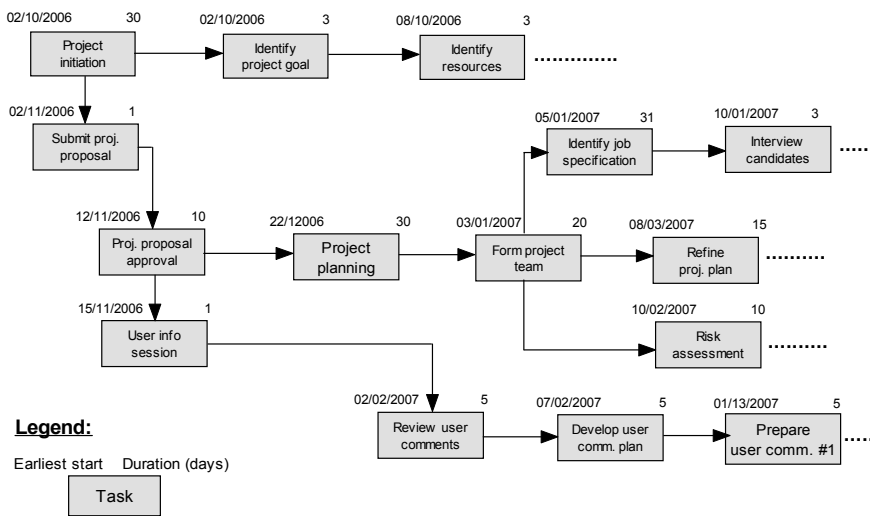 02/10/2006 30
Project
initiation
02/10/2006 3
Identify
project goal
08/10/2006 3
Identify
resources
..............
02/11/2006 1
Submit proj.
proposal
05/01/2007 31
Identify job
specification
10/01/2007 3
Interview
candidates
.....
12/11/2006 10
Proj. proposal
approval
22/12006 30
Project
planning
03/01/2007 20
Form project
team
08/03/2007 15
Refine
proj. plan
..........
15/11/2006 1
User info
session
10/02/2007 10
Risk
assessment
..........
02/02/2007 5
Review user
comments
07/02/2007 5
Develop user
comm. plan
01/13/2007 5
Prepare
user comm. #1
.....
Legend:
Earliest start Duration (days)
Task